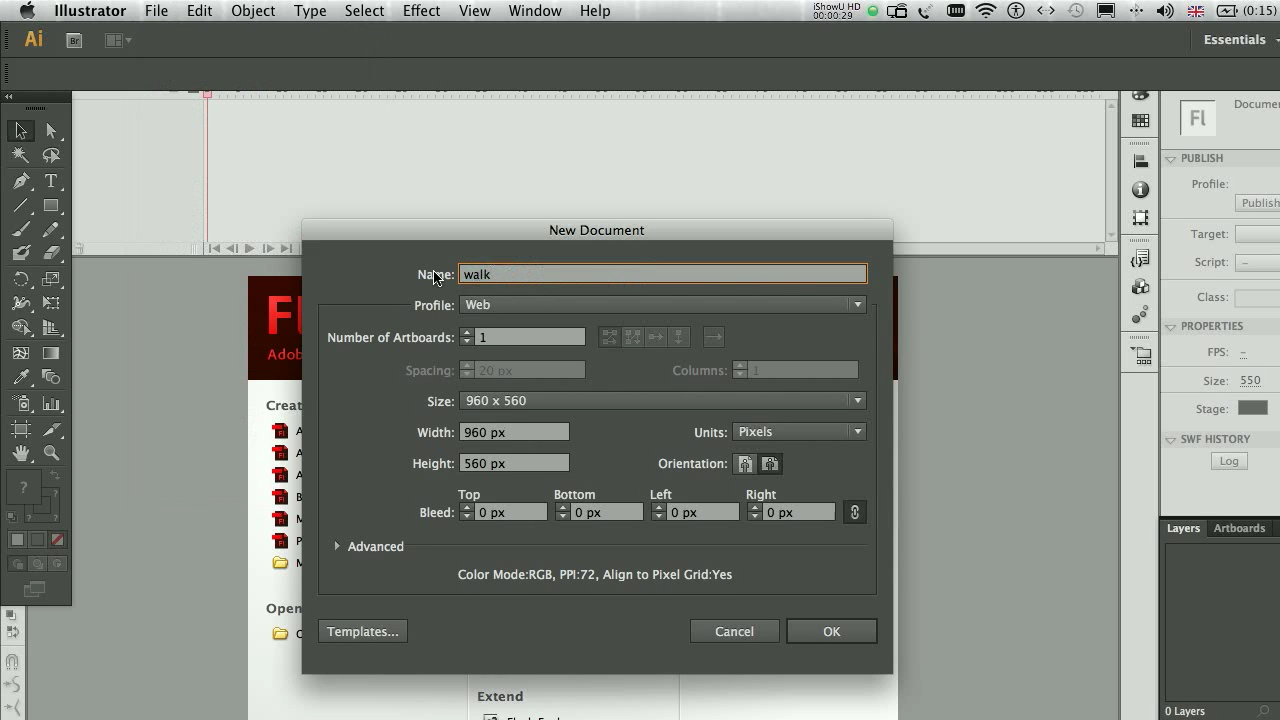 Illustrator File Edit Object Type Select Effect View Window Help iShowU HD 00:00:29 (0:15)
Ai Br Essentials
Fl Documen
PUBLISH
Profile:
Publish
Target:
Script: –
Class:
PROPERTIES
FPS: –
Size: 550
Stage:
SWF HISTORY
Log
Layers Artboards
0 Layers
New Document
Name: walk
Profile: Web
Number of Artboards: 1
Spacing: 20 px Columns: 1
Size: 960 x 560
Width: 960 px Units: Pixels
Height: 560 px Orientation:
Top Bottom Left Right
Bleed: 0 px 0 px 0 px 0 px
Advanced
Color Mode:RGB, PPI:72, Align to Pixel Grid:Yes
Templates... Cancel OK
Fl
Adob
Creat
A
A
A
B
M
P
M
Open
O
Extend
T
?